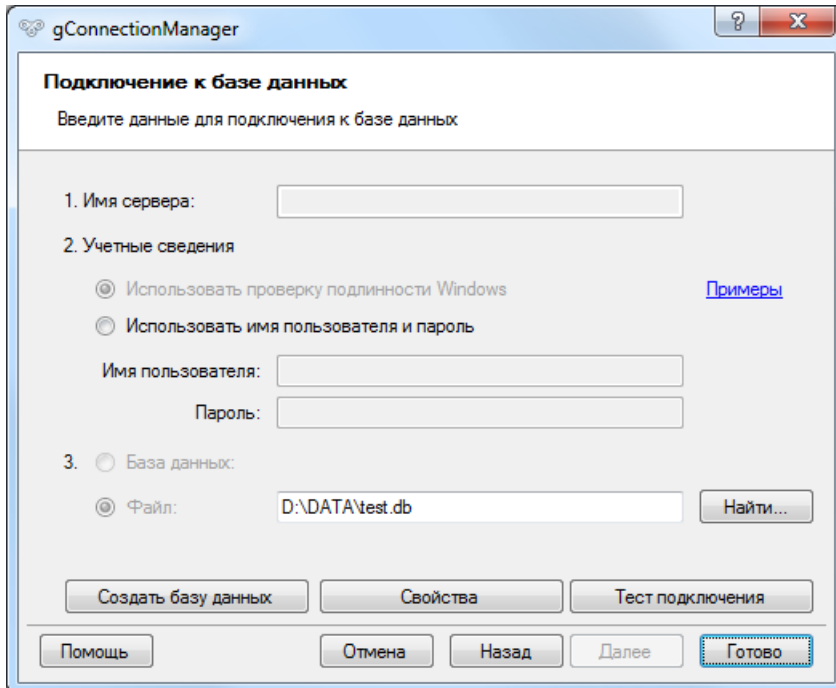 gConnectionManager
Подключение к базе данных
Введите данные для подключения к базе данных
1. Имя сервера:
2. Учетные сведения
Использовать проверку подлинности Windows
Примеры
Использовать имя пользователя и пароль
Имя пользователя:
Пароль:
3. База данных:
Файл: D:\DATA\test.db Найти...
Создать базу данных Свойства Тест подключения
Помощь Отмена Назад Далее Готово